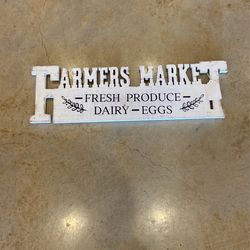 FARMERS MARKET
-FRESH PRODUCE-
DAIRY-EGGS